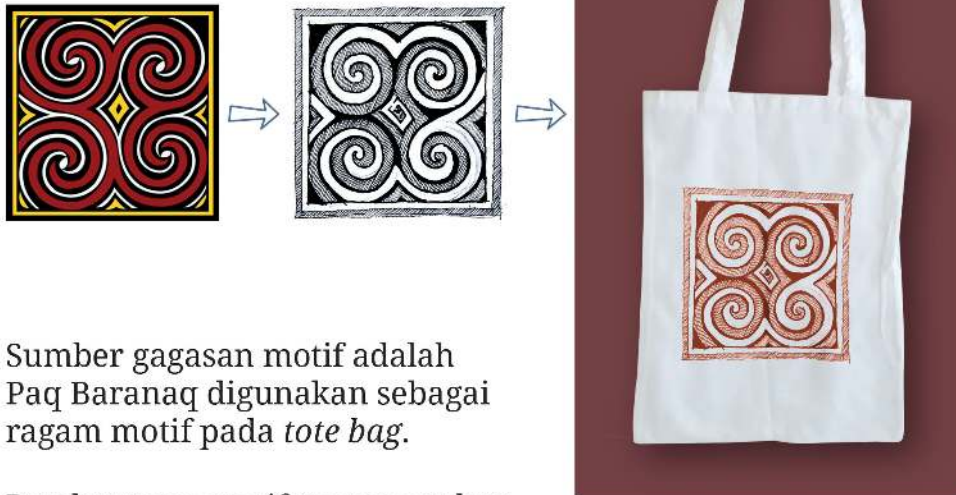 Sumber gagasan motif adalah
Paq Baranaq digunakan sebagai
ragam motif pada tote bag.